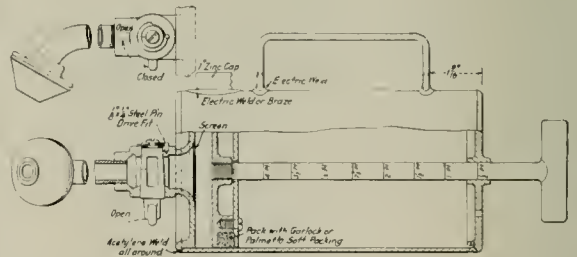 Open
Closed
1" Zinc Cap
Electric Weld
Electric Weld or Braze
Steel Pin
Drive Fit
Screen
Open
Pack with Garlock or
Palmetto Soft Packing
Acetylene Weld
all around